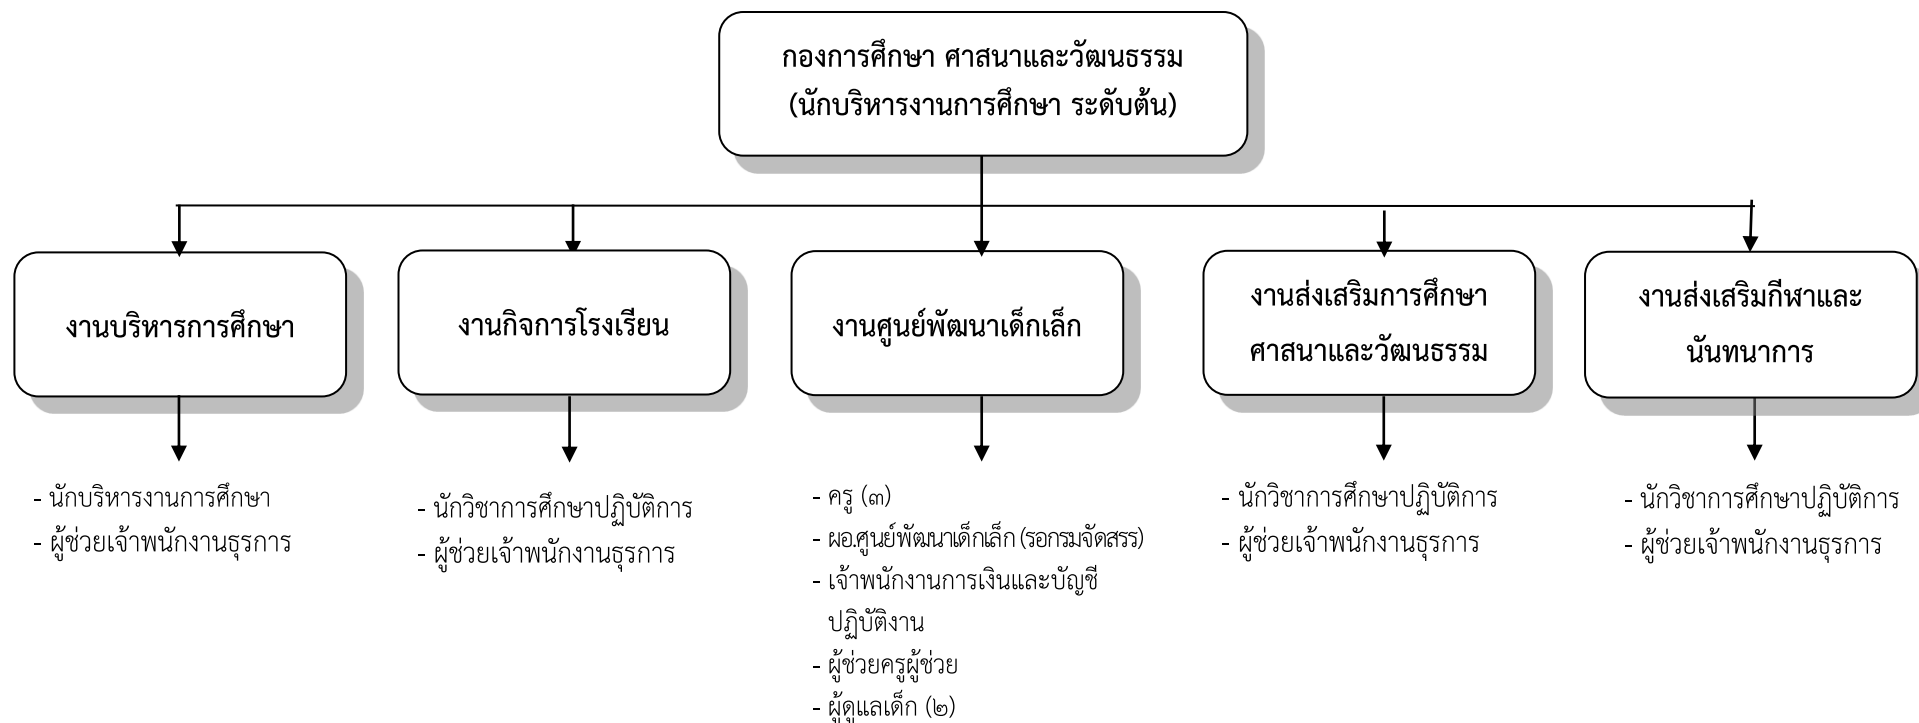 กองการศึกษา ศาสนาและวัฒนธรรม
(นักบริหารงานการศึกษา ระดับต้น)
งานบริหารการศึกษา
งานกิจการโรงเรียน
งานศูนย์พัฒนาเด็กเล็ก
งานส่งเสริมการศึกษา
ศาสนาและวัฒนธรรม
งานส่งเสริมกีฬาและ
นันทนาการ
- นักบริหารงานการศึกษา
- ผู้ช่วยเจ้าพนักงานธุรการ
- นักวิชาการศึกษาปฏิบัติการ
- ผู้ช่วยเจ้าพนักงานธุรการ
- ครู (๓)
- ผอ.ศูนย์พัฒนาเด็กเล็ก (รอกรมจัดสรร)
- เจ้าพนักงานการเงินและบัญชี
ปฏิบัติงาน
- ผู้ช่วยครูผู้ช่วย
- ผู้ดูแลเด็ก (๒)
- นักวิชาการศึกษาปฏิบัติการ
- ผู้ช่วยเจ้าพนักงานธุรการ
- นักวิชาการศึกษาปฏิบัติการ
- ผู้ช่วยเจ้าพนักงานธุรการ